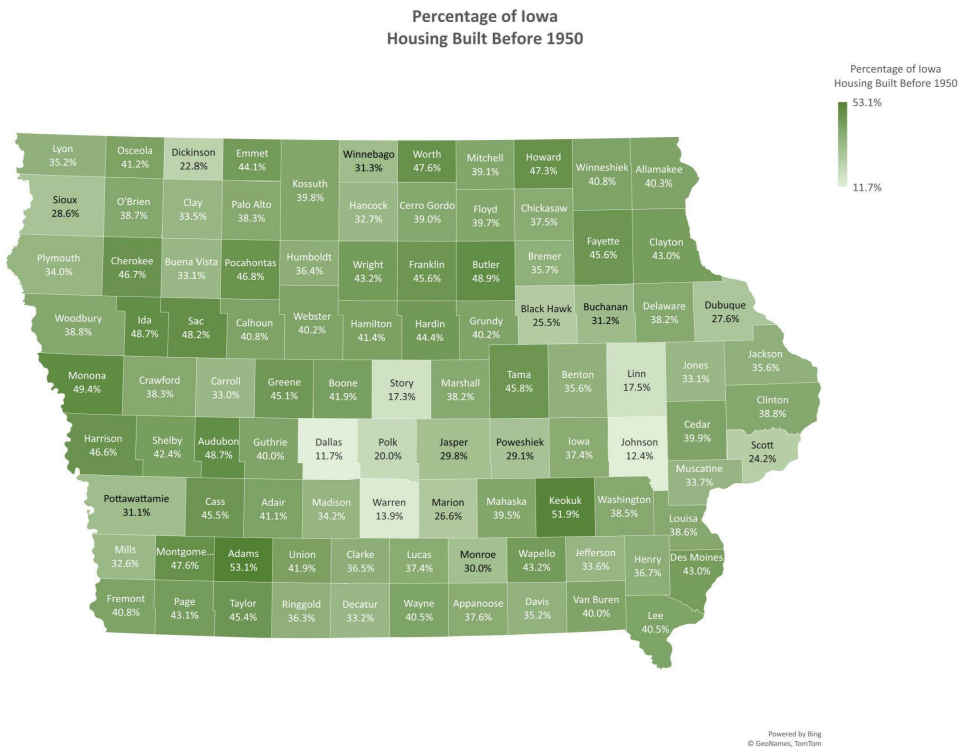 Percentage of Iowa
Housing Built Before 1950
Percentage of Iowa
Housing Built Before 1950
53.1%
11.7%
Lyon
35.2%
Osceola
41.2%
Dickinson
22.8%
Emmet
44.1%
Kossuth
39.8%
Winnebago
31.3%
Worth
47.6%
Mitchell
39.1%
Howard
47.3%
Winneshiek
40.8%
Allamakee
40.3%
Sioux
28.6%
O'Brien
38.7%
Clay
33.5%
Palo Alto
38.3%
Hancock
32.7%
Cerro Gordo
39.0%
Floyd
39.7%
Chickasaw
37.5%
Plymouth
34.0%
Cherokee
46.7%
Buena Vista
33.1%
Pocahontas
46.8%
Humboldt
36.4%
Wright
43.2%
Franklin
45.6%
Butler
48.9%
Bremer
35.7%
Fayette
45.6%
Clayton
43.0%
Woodbury
38.8%
Ida
48.7%
Sac
48.2%
Calhoun
40.8%
Webster
40.2%
Hamilton
41.4%
Hardin
44.4%
Grundy
40.2%
Black Hawk
25.5%
Buchanan
31.2%
Delaware
38.2%
Dubuque
27.6%
Monona
49.4%
Crawford
38.3%
Carroll
33.0%
Greene
45.1%
Boone
41.9%
Story
17.3%
Marshall
38.2%
Tama
45.8%
Benton
35.6%
Linn
17.5%
Jones
33.1%
Jackson
35.6%
Clinton
38.8%
Harrison
46.6%
Shelby
42.4%
Audubon
48.7%
Guthrie
40.0%
Dallas
11.7%
Polk
20.0%
Jasper
29.8%
Poweshiek
29.1%
Iowa
37.4%
Johnson
12.4%
Cedar
39.9%
Scott
24.2%
Muscatine
33.7%
Pottawattamie
31.1%
Cass
45.5%
Adair
41.1%
Madison
34.2%
Warren
13.9%
Marion
26.6%
Mahaska
39.5%
Keokuk
51.9%
Washington
38.5%
Louisa
38.6%
Mills
32.6%
Montgome...
47.6%
Adams
53.1%
Union
41.9%
Clarke
36.5%
Lucas
37.4%
Monroe
30.0%
Wapello
43.2%
Jefferson
33.6%
Henry
36.7%
Des Moines
43.0%
Fremont
40.8%
Page
43.1%
Taylor
45.4%
Ringgold
36.3%
Decatur
33.2%
Wayne
40.5%
Appanoose
37.6%
Davis
35.2%
Van Buren
40.0%
Lee
40.5%
Powered by Bing
© GeoNames, TomTom